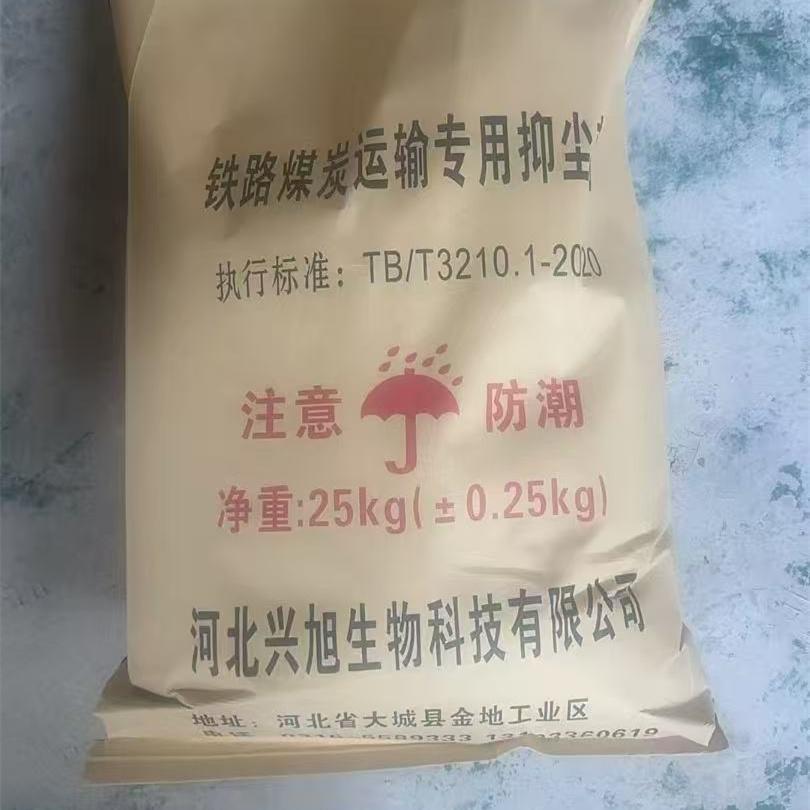 铁路煤炭运输专用抑尘
执行标准：TB/T3210.1-2020
注意 防潮
净重:25kg(±0.25kg)
河北兴旭生物科技有限公司
地址：河北省大城县金地工业区